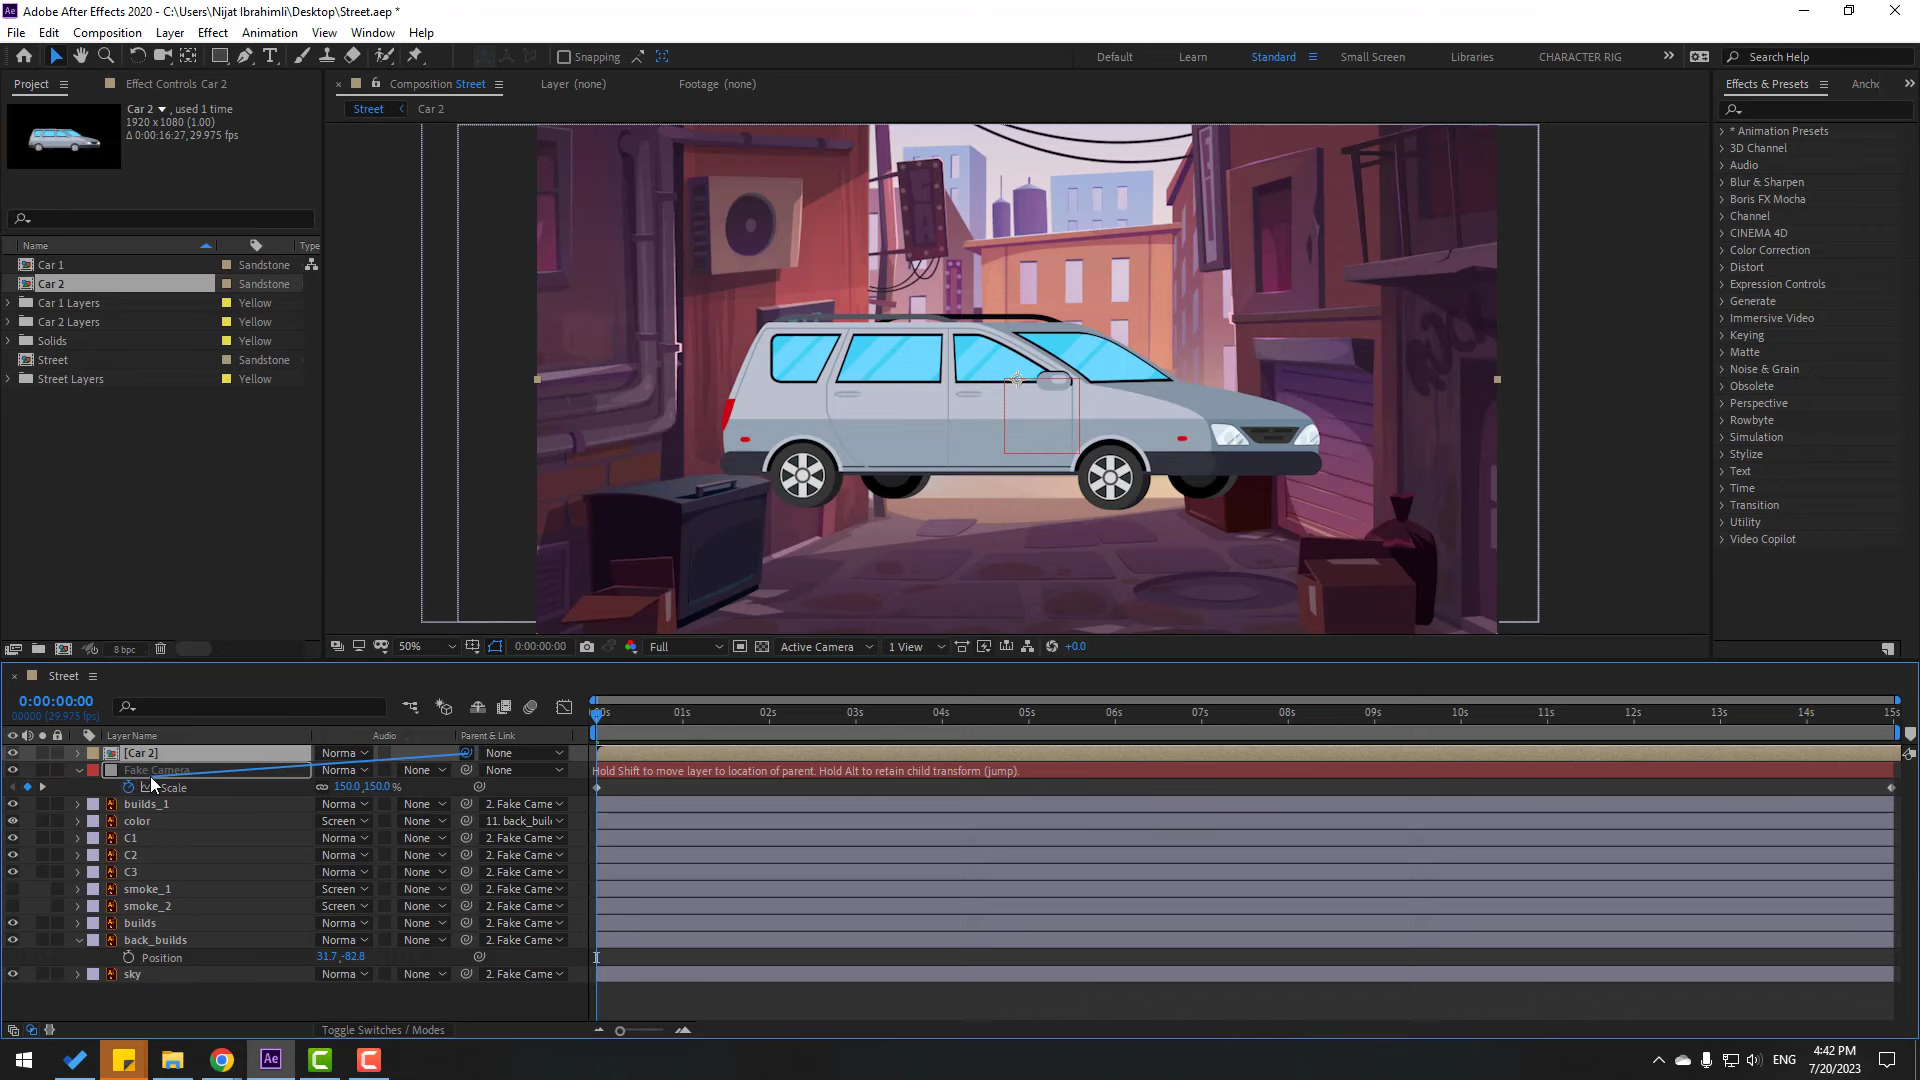 Adobe After Effects 2020 - C:\Users\Nijat Ibrahimli\Desktop\Street.aep *
File Edit Composition Layer Effect Animation View Window Help
Snapping Default Learn Standard Small Screen Libraries CHARACTER RIG Search Help
Project Effect Controls Car 2 Composition Street Layer (none) Footage (none) Effects & Presets
Car 2 , used 1 time
1920 x 1080 (1.00)
Δ 0:00:16:27, 29.975 fps
Street Car 2
Name Type
Car 1 Sandstone
Car 2 Sandstone
Car 1 Layers Yellow
Car 2 Layers Yellow
Solids Yellow
Street Sandstone
Street Layers Yellow
* Animation Presets
3D Channel
Audio
Blur & Sharpen
Boris FX Mocha
Channel
CINEMA 4D
Color Correction
Distort
Expression Controls
Generate
Immersive Video
Keying
Matte
Noise & Grain
Obsolete
Perspective
Rowbyte
Simulation
Stylize
Text
Time
Transition
Utility
Video Copilot
8 bpc 50% 0:00:00:00 Full Active Camera 1 View +0.0
Street
0:00:00:00
00000 (29.975 fps)
:00s 01s 02s 03s 04s 05s 06s 07s 08s 09s 10s 11s 12s 13s 14s 15s
Layer Name Audio Parent & Link
[Car 2] Norma None
Fake Camera Norma None None
Hold Shift to move layer to location of parent. Hold Alt to retain child transform (jump).
Scale 150.0,150.0 %
builds_1 Norma None 2. Fake Came
color Screen None 11. back_buil
C1 Norma None 2. Fake Came
C2 Norma None 2. Fake Came
C3 Norma None 2. Fake Came
smoke_1 Screen None 2. Fake Came
smoke_2 Screen None 2. Fake Came
builds Norma None 2. Fake Came
back_builds Norma None 2. Fake Came
Position 31.7,-82.8
sky Norma None 2. Fake Came
Toggle Switches / Modes
ENG
4:42 PM
7/20/2023